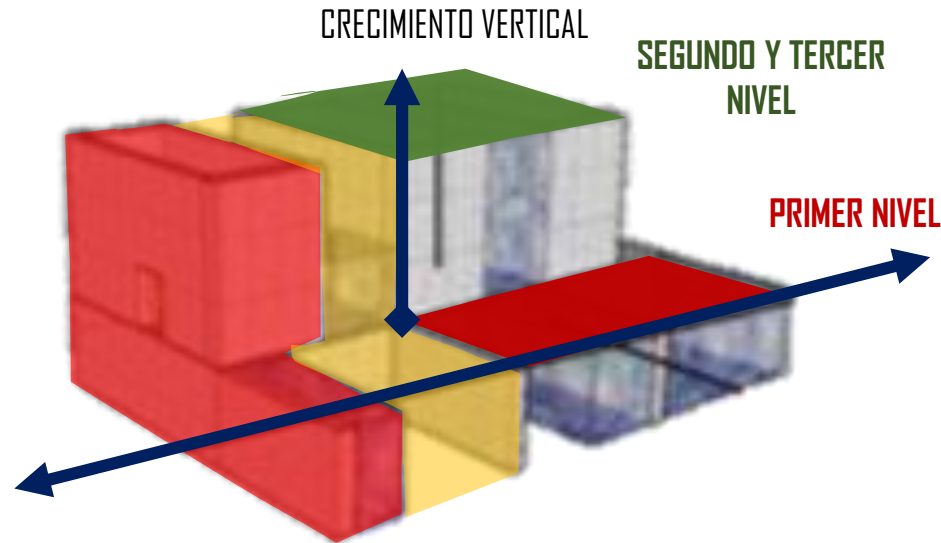 CRECIMIENTO VERTICAL
SEGUNDO Y TERCER
NIVEL
PRIMER NIVEL